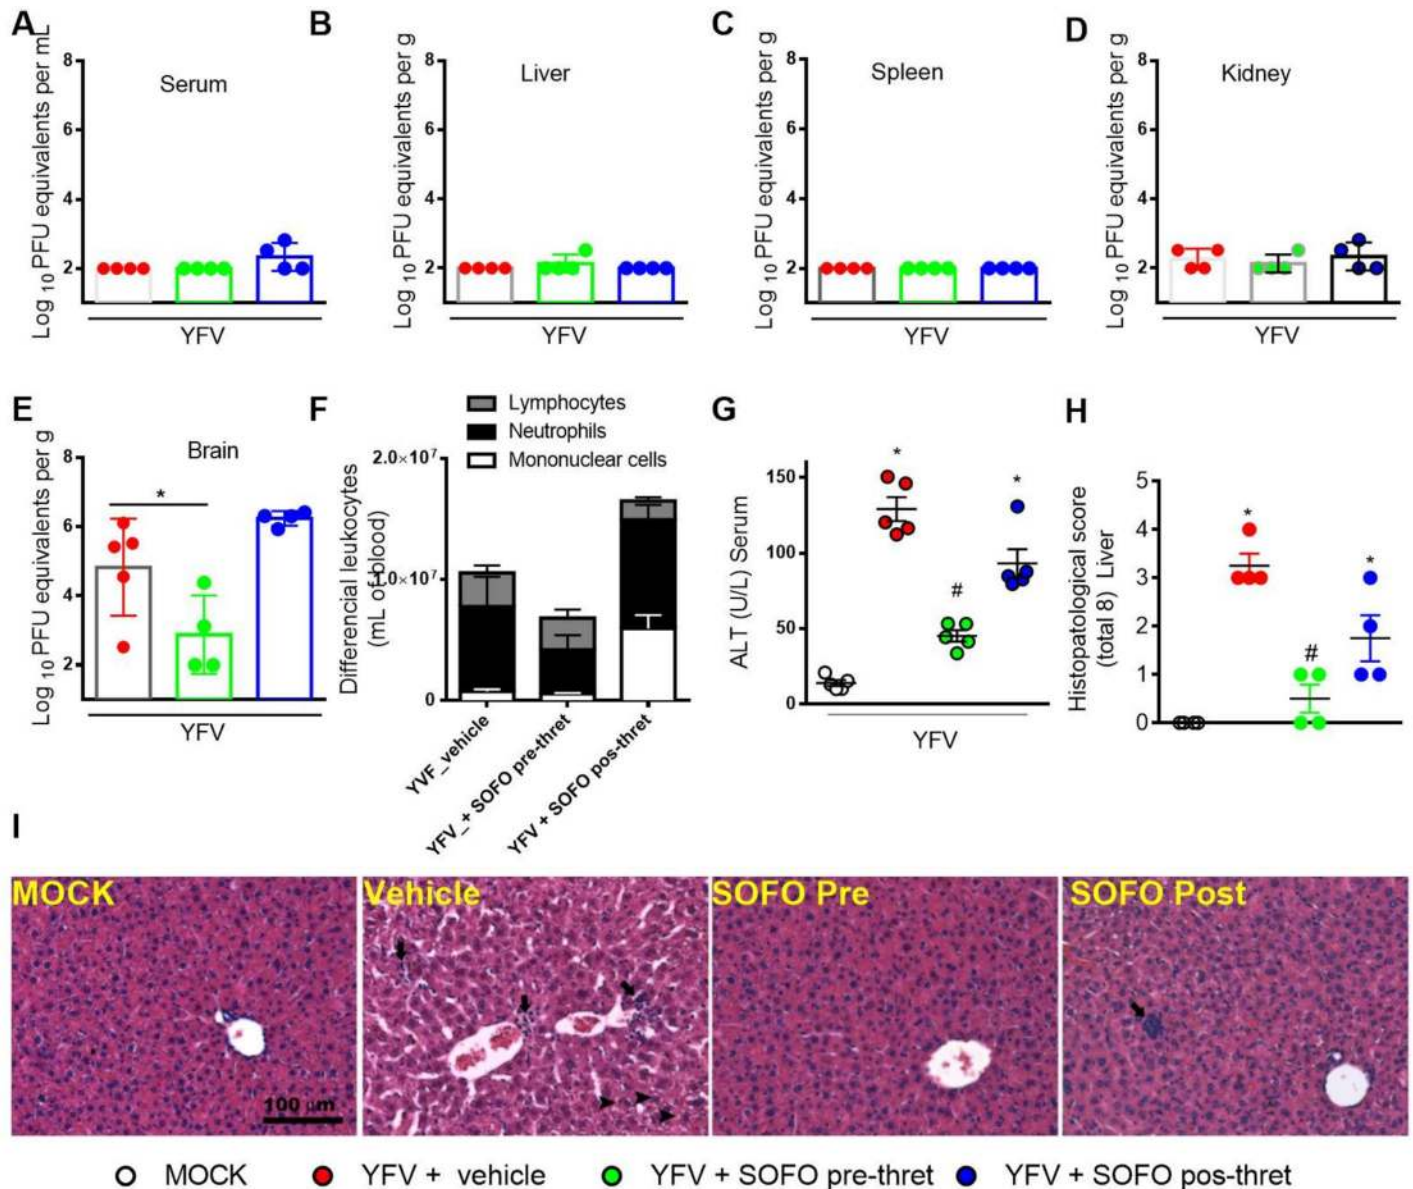 A
B
C
D
Log 10 PFU equivalents per mL
8
6
4
2
Serum
YFV
Log 10 PFU equivalents per g
8
6
4
2
Liver
YFV
Log 10 PFU equivalents per g
8
6
4
2
Spleen
YFV
Log 10 PFU equivalents per g
8
6
4
2
Kidney
YFV
E
F
G
H
Log 10 PFU equivalents per g
8
6
4
2
Brain
*
YFV
Lymphocytes
Neutrophils
Mononuclear cells
Differencial leukocytes
(mL of blood)
2.0×10⁷
1.0×10⁷
0
YVF_vehicle
YFV_+ SOFO pre-thret
YFV + SOFO pos-thret
ALT (U/L) Serum
150
100
50
0
*
#
*
YFV
Histopatological score
(total 8) Liver
5
4
3
2
1
0
*
#
*
I
MOCK
Vehicle
SOFO Pre
SOFO Post
100 µm
MOCK
YFV + vehicle
YFV + SOFO pre-thret
YFV + SOFO pos-thret